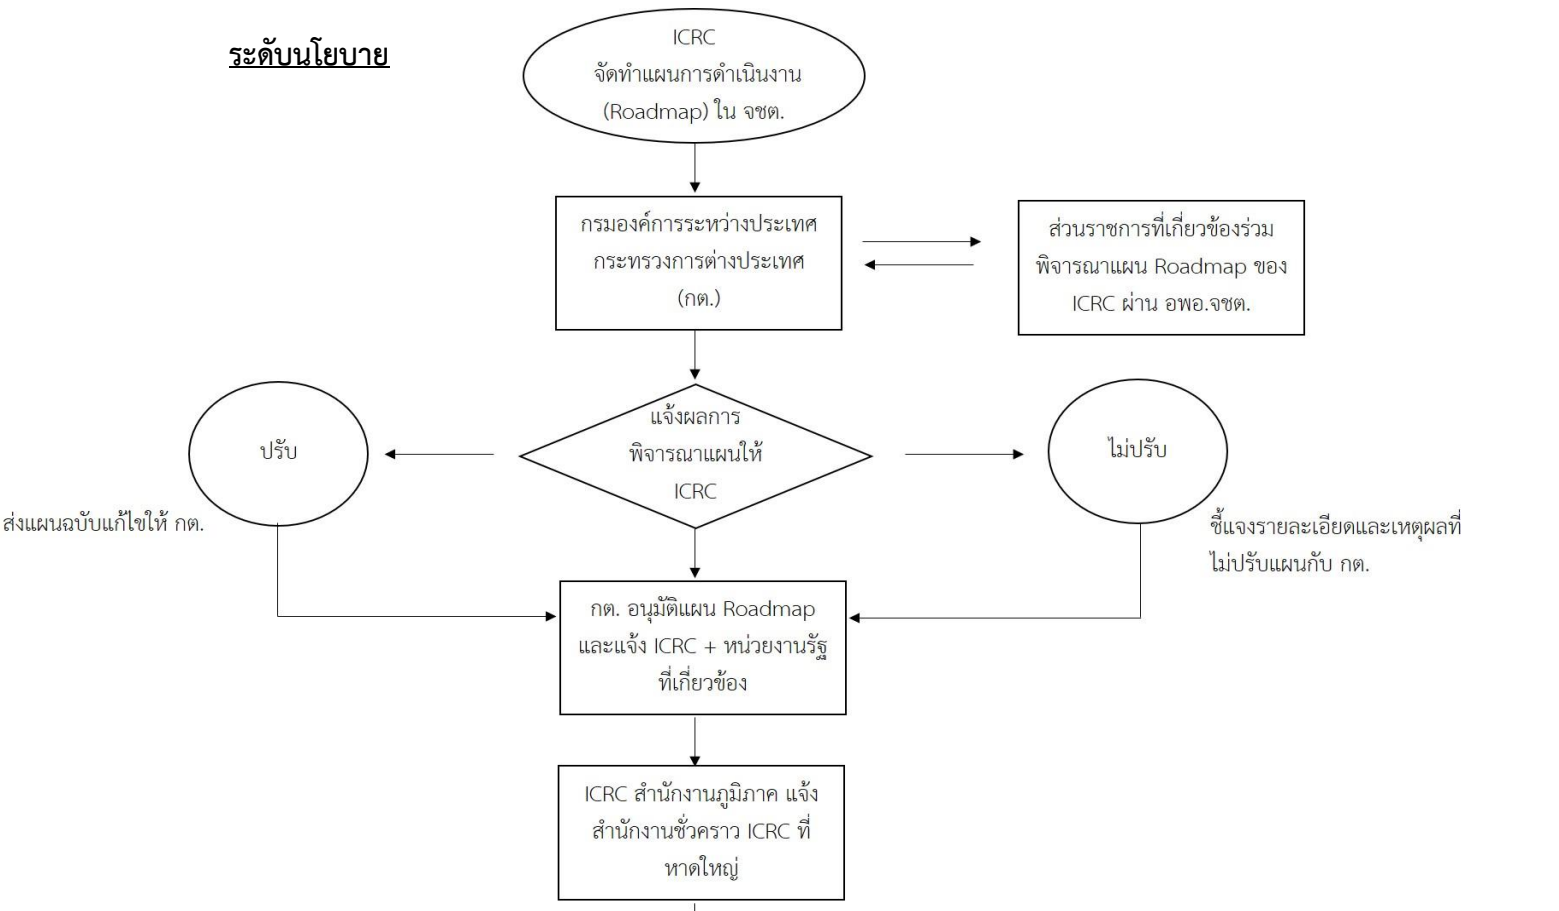 ระดับนโยบาย
ICRC
จัดทำแผนการดำเนินงาน
(Roadmap) ใน จชต.
กรมองค์การระหว่างประเทศ
กระทรวงการต่างประเทศ
(กต.)
ส่วนราชการที่เกี่ยวข้องร่วม
พิจารณาแผน Roadmap ของ
ICRC ผ่าน อพอ.จชต.
แจ้งผลการ
พิจารณาแผนให้
ICRC
ปรับ
ไม่ปรับ
ส่งแผนฉบับแก้ไขให้ กต.
ชี้แจงรายละเอียดและเหตุผลที่
ไม่ปรับแผนกับ กต.
กต. อนุมัติแผน Roadmap
และแจ้ง ICRC + หน่วยงานรัฐ
ที่เกี่ยวข้อง
ICRC สำนักงานภูมิภาค แจ้ง
สำนักงานชั่วคราว ICRC ที่
หาดใหญ่